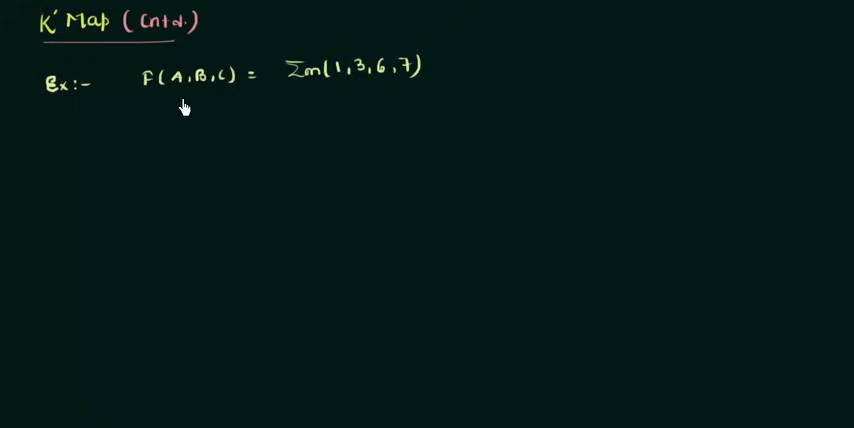 K' Map (Cntd.)
Ex:- F(A,B,C) = Σm(1,3,6,7)